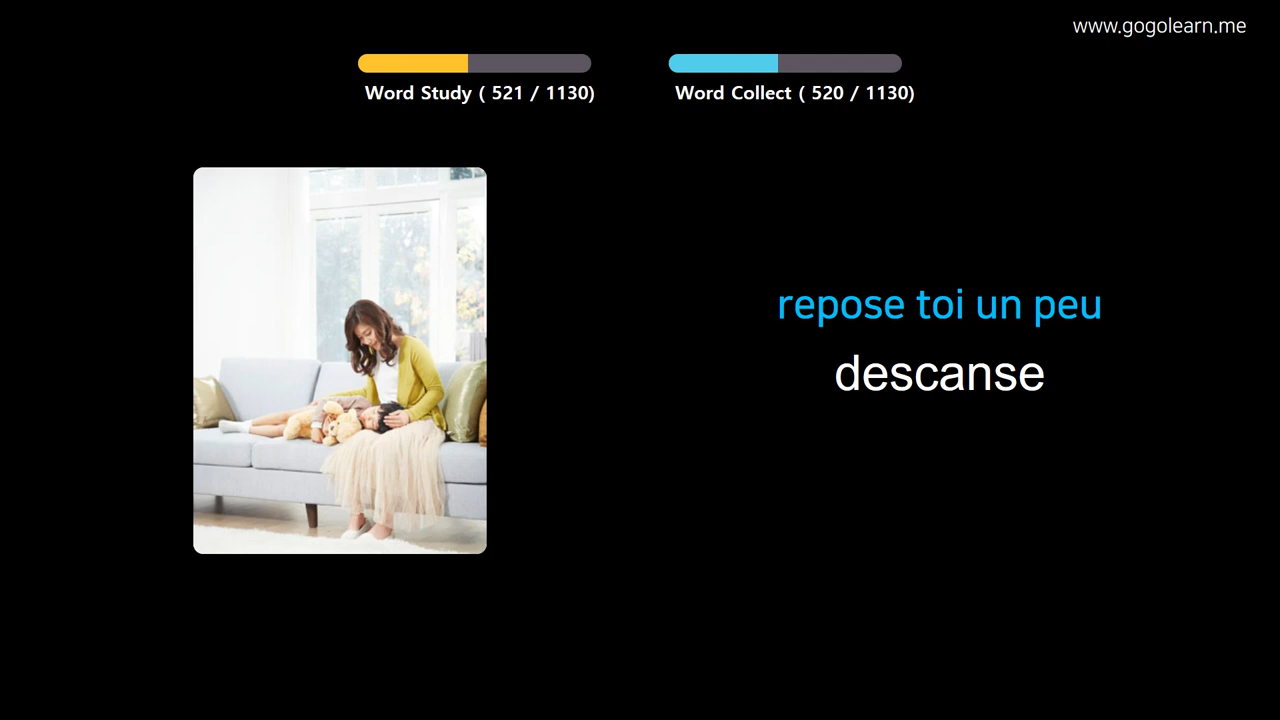 www.gogolearn.me
Word Study ( 521 / 1130)
Word Collect ( 520 / 1130)
repose toi un peu
descanse